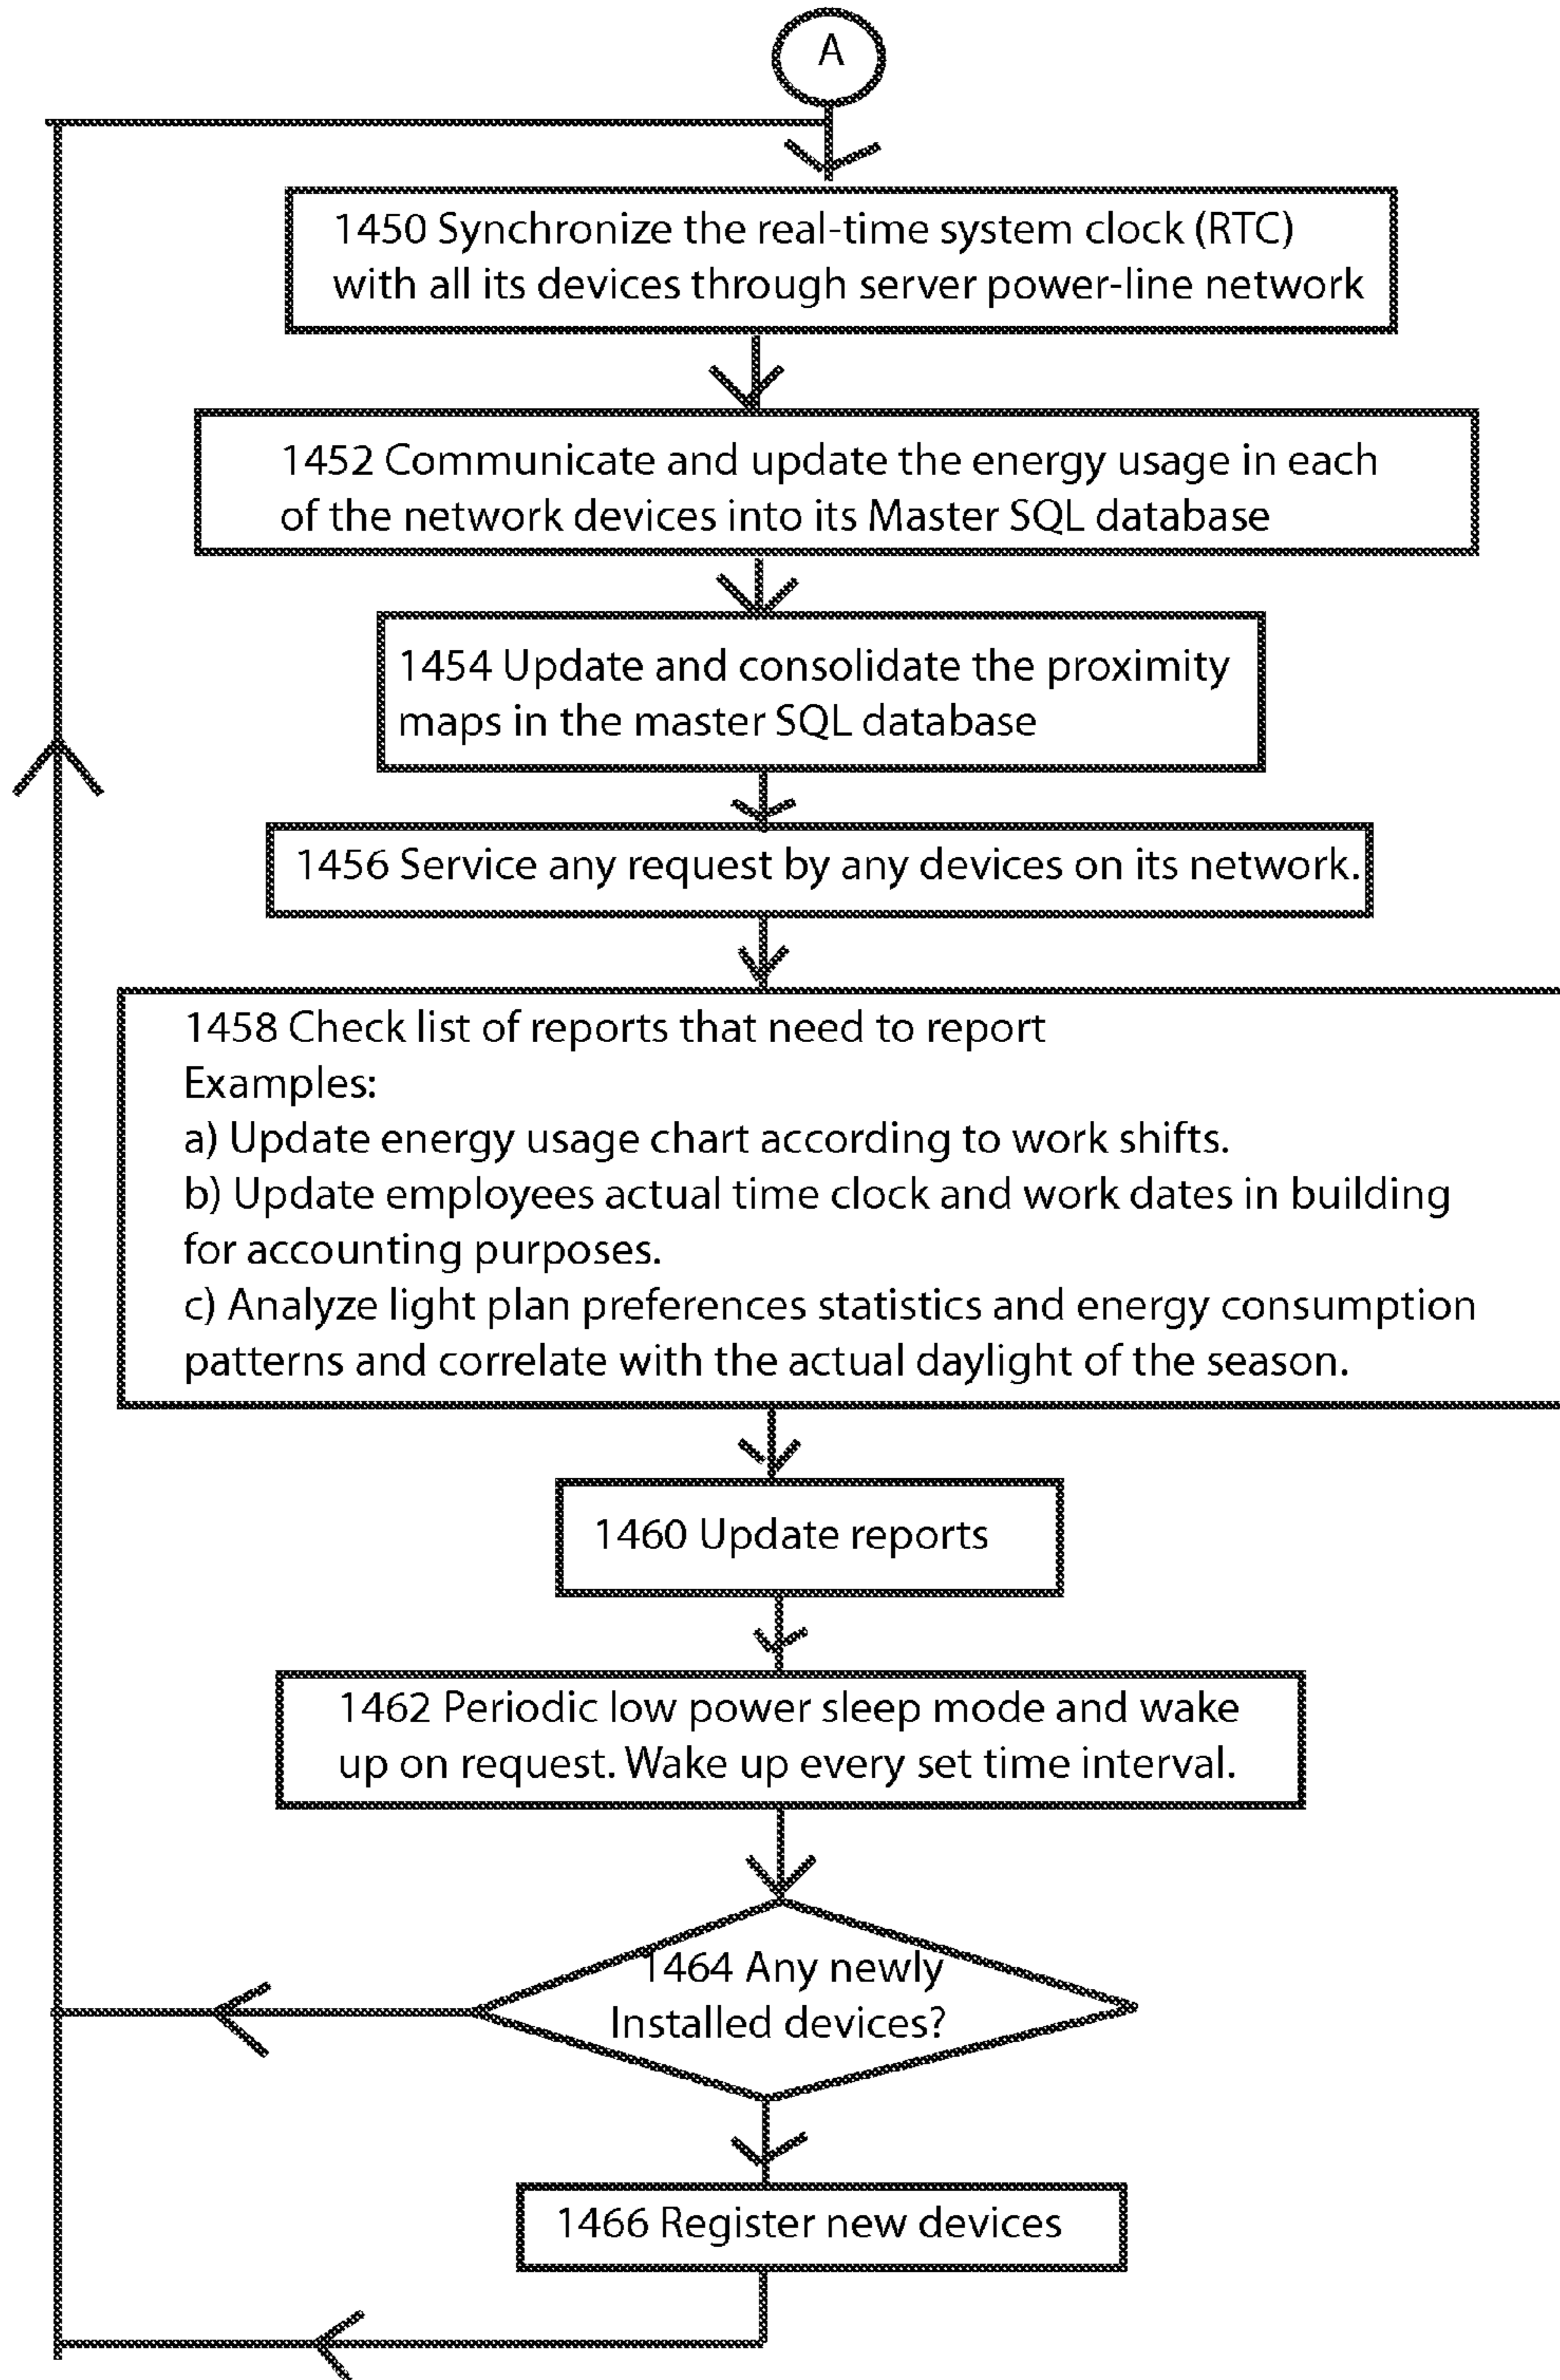 A
1450 Synchronize the real-time system clock (RTC)
with all its devices through server power-line network
1452 Communicate and update the energy usage in each
of the network devices into its Master SQL database
1454 Update and consolidate the proximity
maps in the master SQL database
1456 Service any request by any devices on its network.
1458 Check list of reports that need to report
Examples:
a) Update energy usage chart according to work shifts.
b) Update employees actual time clock and work dates in building
for accounting purposes.
c) Analyze light plan preferences statistics and energy consumption
patterns and correlate with the actual daylight of the season.
1460 Update reports
1462 Periodic low power sleep mode and wake
up on request. Wake up every set time interval.
1464 Any newly
Installed devices?
1466 Register new devices